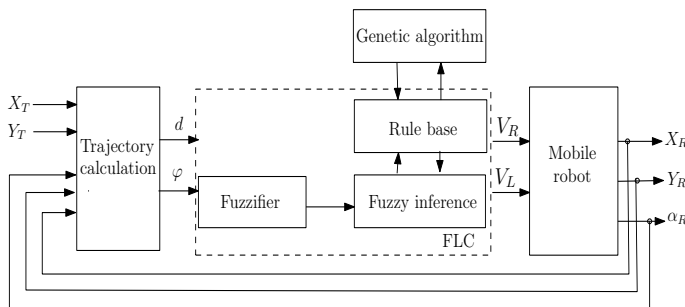 Genetic algorithm
X_T
Y_T
Trajectory
calculation
d
φ
Rule base
Fuzzifier
Fuzzy inference
FLC
V_R
V_L
Mobile
robot
X_R
Y_R
α_R